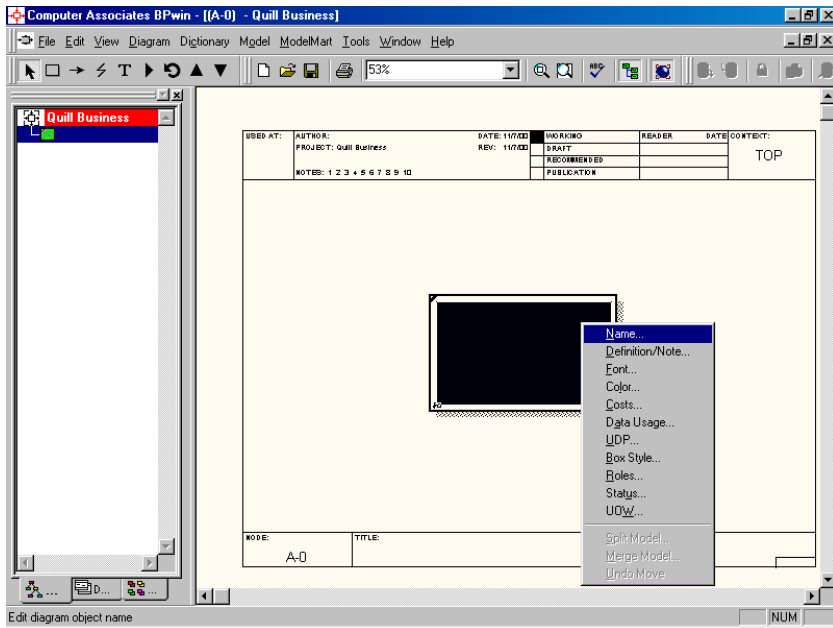 Computer Associates BPwin - [(A-0) - Quill Business]
File Edit View Diagram Dictionary Model ModelMart Tools Window Help
T 53% ABC
Quill Business
USED AT: AUTHOR: DATE: 11/7/00 WORKING READER DATE CONTEXT:
PROJECT: Quill Business REV: 11/7/00 DRAFT
RECOMMENDED
TOP
NOTES: 1 2 3 4 5 6 7 8 9 10 PUBLICATION
Name...
Definition/Note...
Font...
Color...
Costs...
Data Usage...
UDP...
Box Style...
Roles...
Status...
UOW...
Split Model...
Merge Model...
Undo Move
NODE: TITLE:
A-0
... D... ...
Edit diagram object name NUM